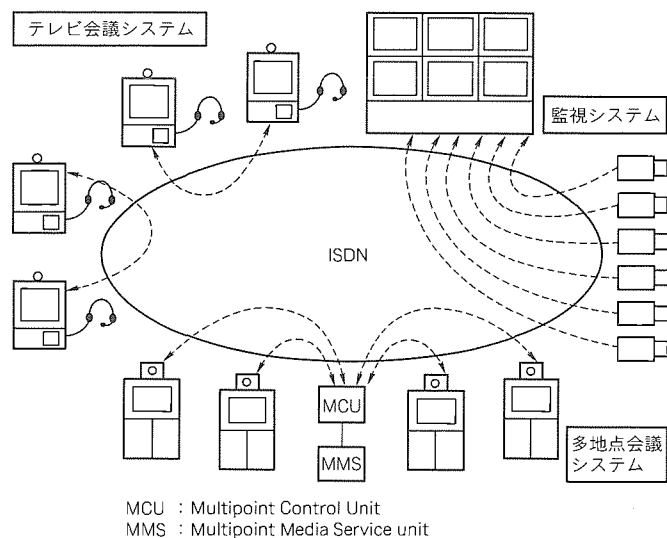 テレビ会議システム
監視システム
ISDN
MCU
MMS
多地点会議
システム
MCU : Multipoint Control Unit
MMS : Multipoint Media Service unit